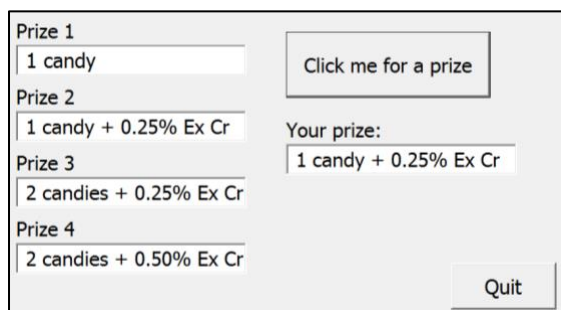 Prize 1
1 candy
Prize 2
1 candy + 0.25% Ex Cr
Prize 3
2 candies + 0.25% Ex Cr
Prize 4
2 candies + 0.50% Ex Cr
Click me for a prize
Your prize:
1 candy + 0.25% Ex Cr
Quit